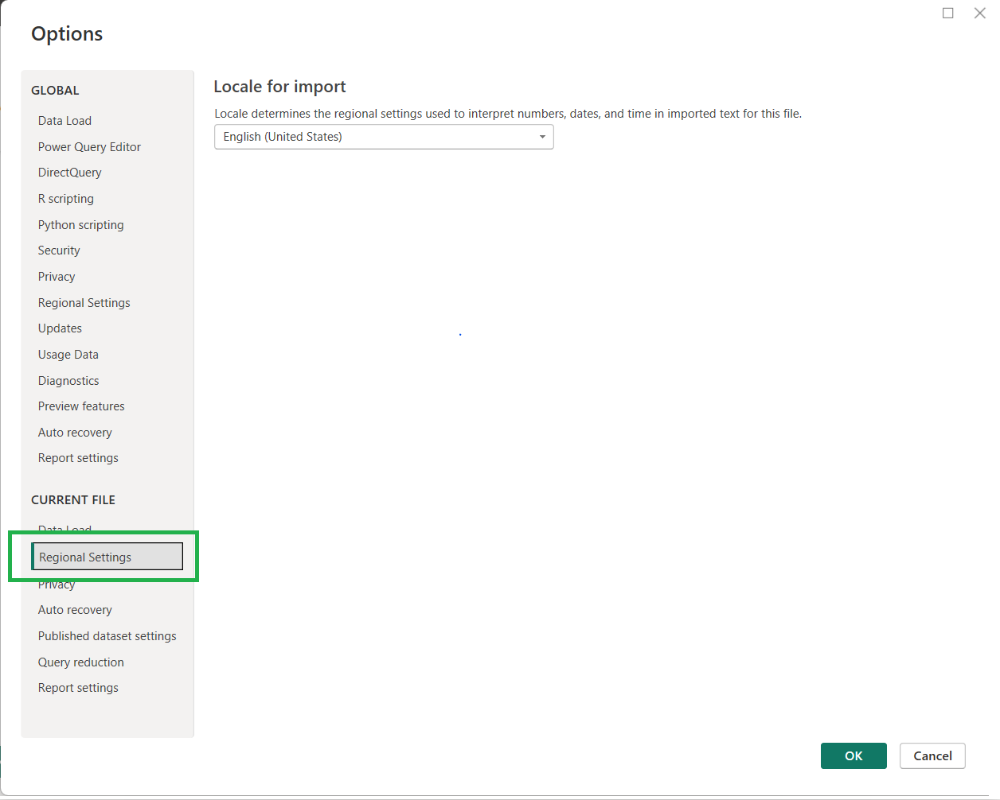 Options
GLOBAL
Data Load
Power Query Editor
DirectQuery
R scripting
Python scripting
Security
Privacy
Regional Settings
Updates
Usage Data
Diagnostics
Preview features
Auto recovery
Report settings
CURRENT FILE
Data Load
Regional Settings
Privacy
Auto recovery
Published dataset settings
Query reduction
Report settings
Locale for import
Locale determines the regional settings used to interpret numbers, dates, and time in imported text for this file.
English (United States)
OK
Cancel